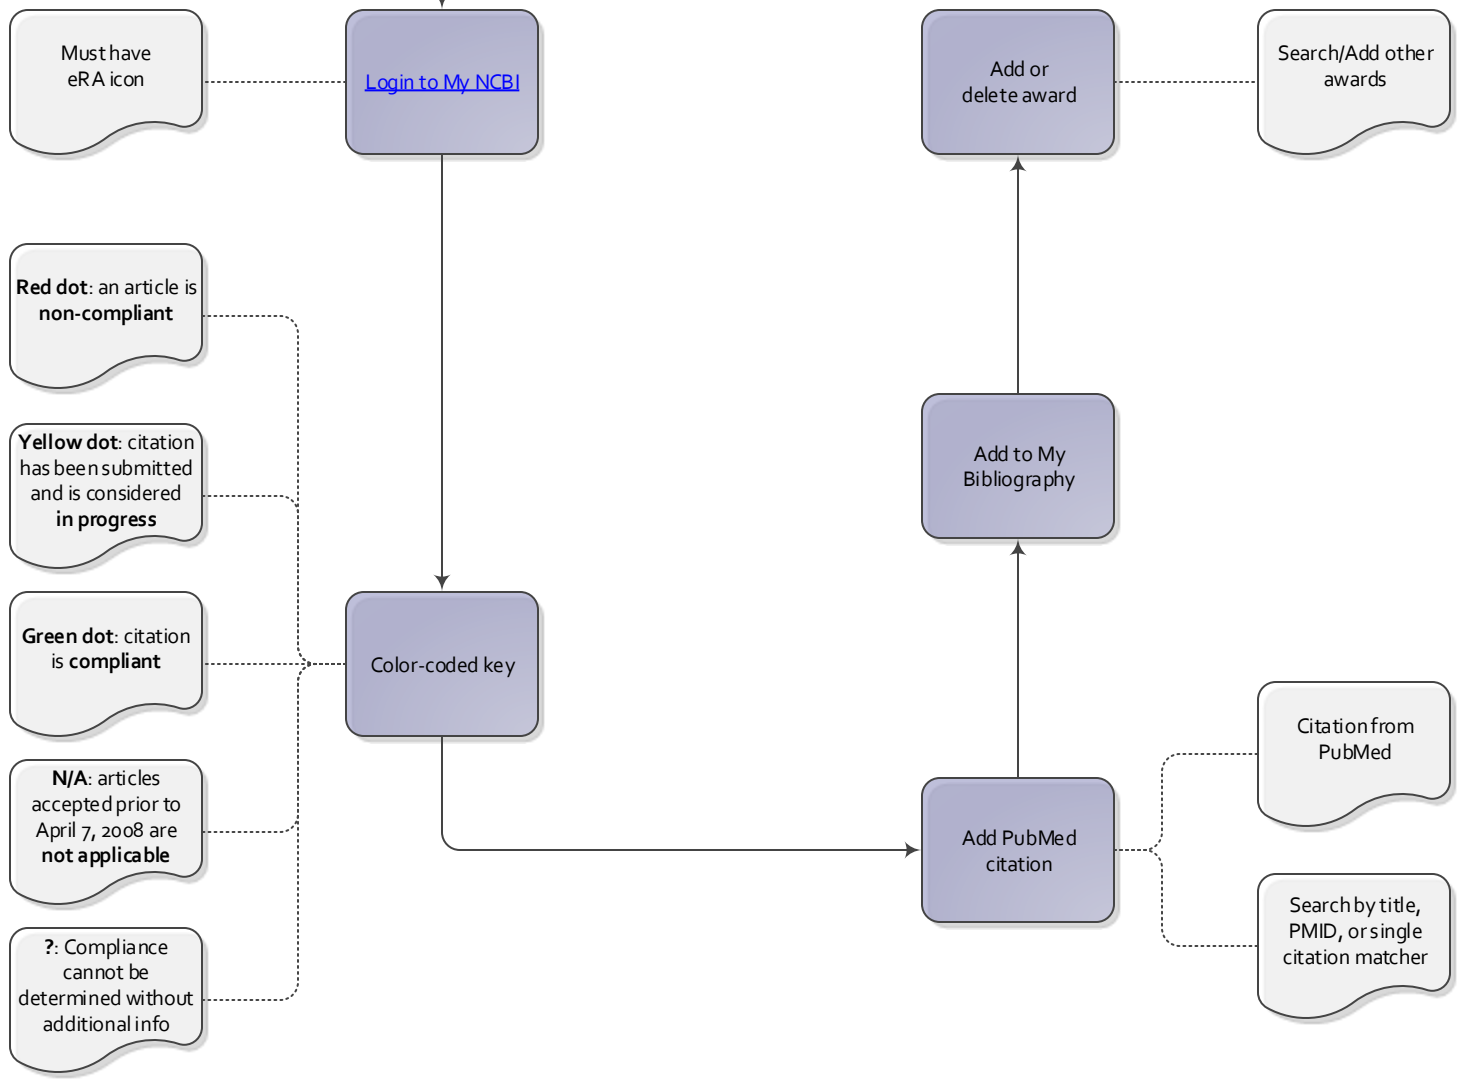 Must have
eRA icon
Login to My NCBI
Add or
delete award
Search/Add other
awards
Red dot: an article is
non-compliant
Yellow dot: citation
has been submitted
and is considered
in progress
Add to My
Bibliography
Green dot: citation
is compliant
Color-coded key
N/A: articles
accepted prior to
April 7, 2008 are
not applicable
Citation from
PubMed
Add PubMed
citation
Search by title,
PMID, or single
citation matcher
?: Compliance
cannot be
determined without
additional info